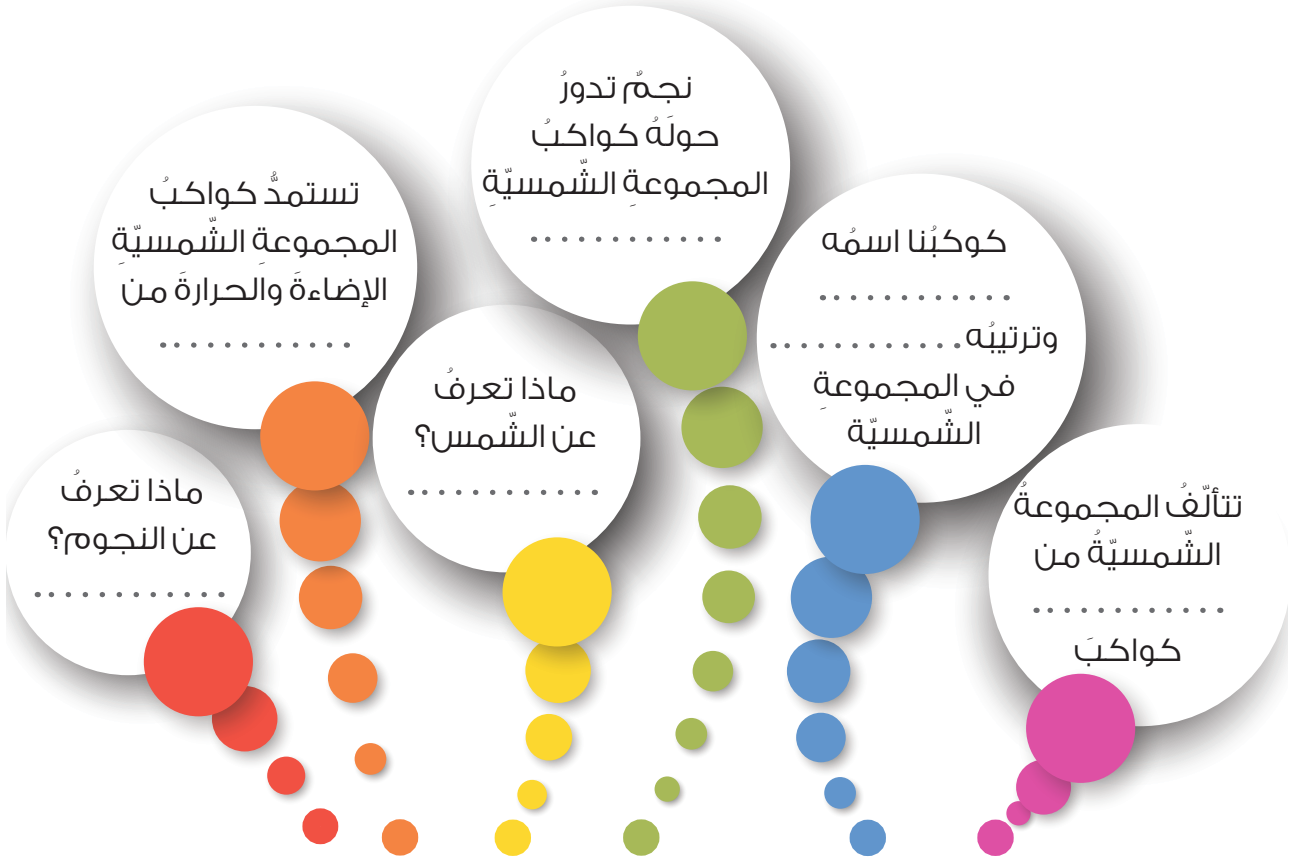 تتألّفُ المجموعةُ
الشّمسيّةُ من
............
كواكبَ
كوكبُنا اسمُه
............
وترتيبُه............
في المجموعةِ
الشّمسيّة
نجمٌ تدورُ
حولَهُ كواكبُ
المجموعةِ الشّمسيّةِ
............
ماذا تعرفُ
عن الشّمس؟
............
تستمدُّ كواكبُ
المجموعةِ الشّمسيّةِ
الإضاءةَ والحرارةَ من
............
ماذا تعرفُ
عن النجوم؟
............